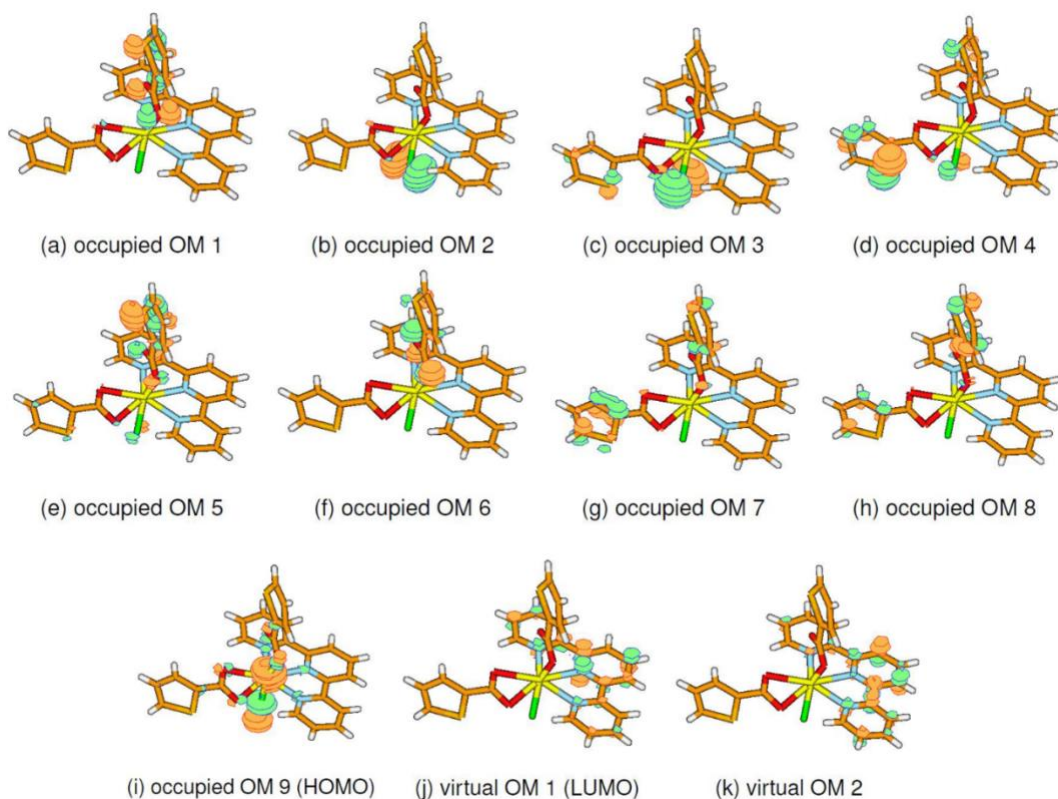 (a) occupied OM 1
(b) occupied OM 2
(c) occupied OM 3
(d) occupied OM 4
(e) occupied OM 5
(f) occupied OM 6
(g) occupied OM 7
(h) occupied OM 8
(i) occupied OM 9 (HOMO)
(j) virtual OM 1 (LUMO)
(k) virtual OM 2